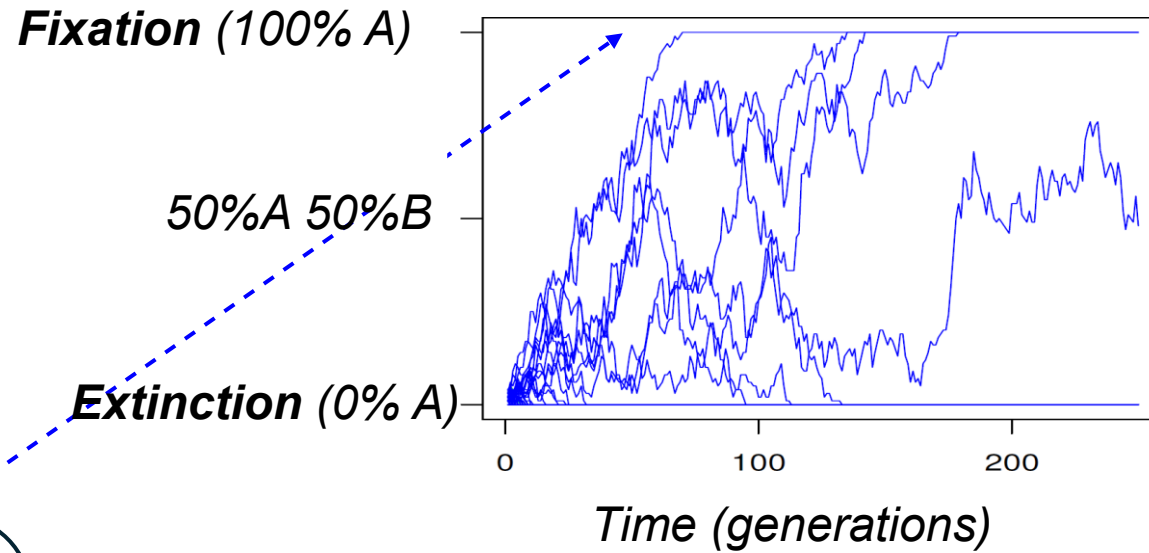 Fixation (100% A)
50%A 50%B
Extinction (0% A)
0 100 200
Time (generations)